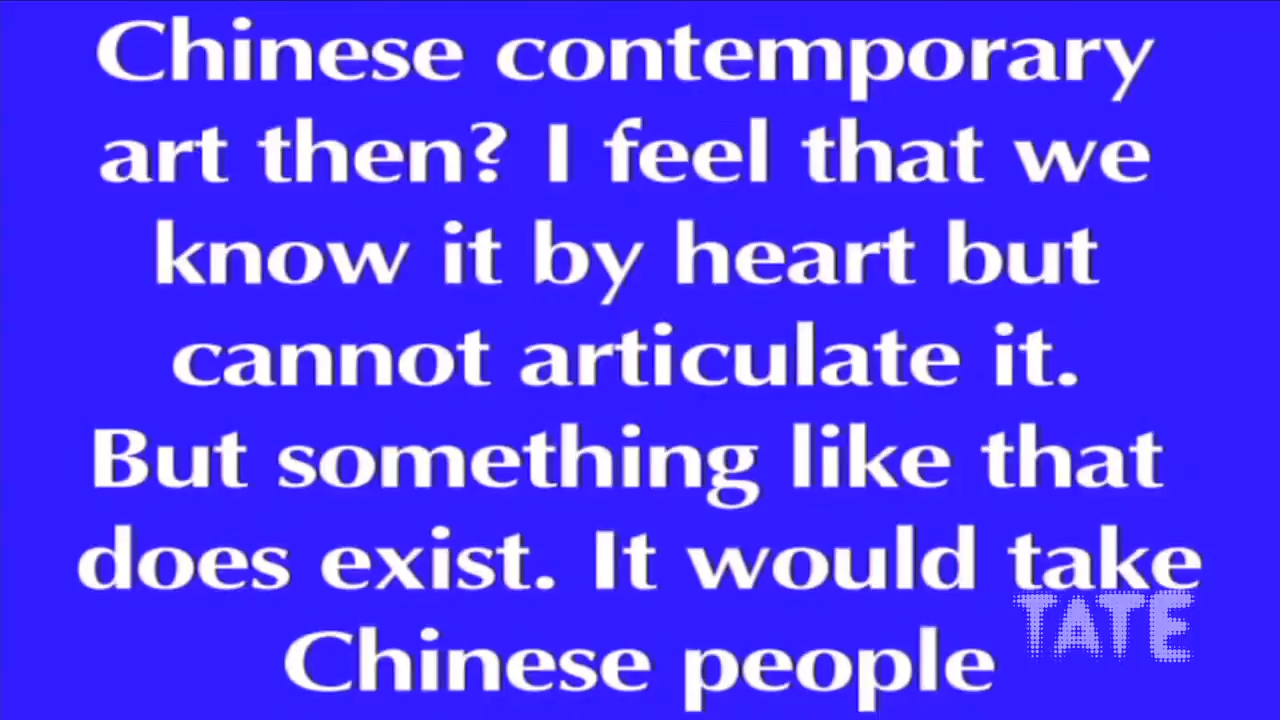 Chinese contemporary
art then? I feel that we
know it by heart but
cannot articulate it.
But something like that
does exist. It would take
Chinese people
TATE